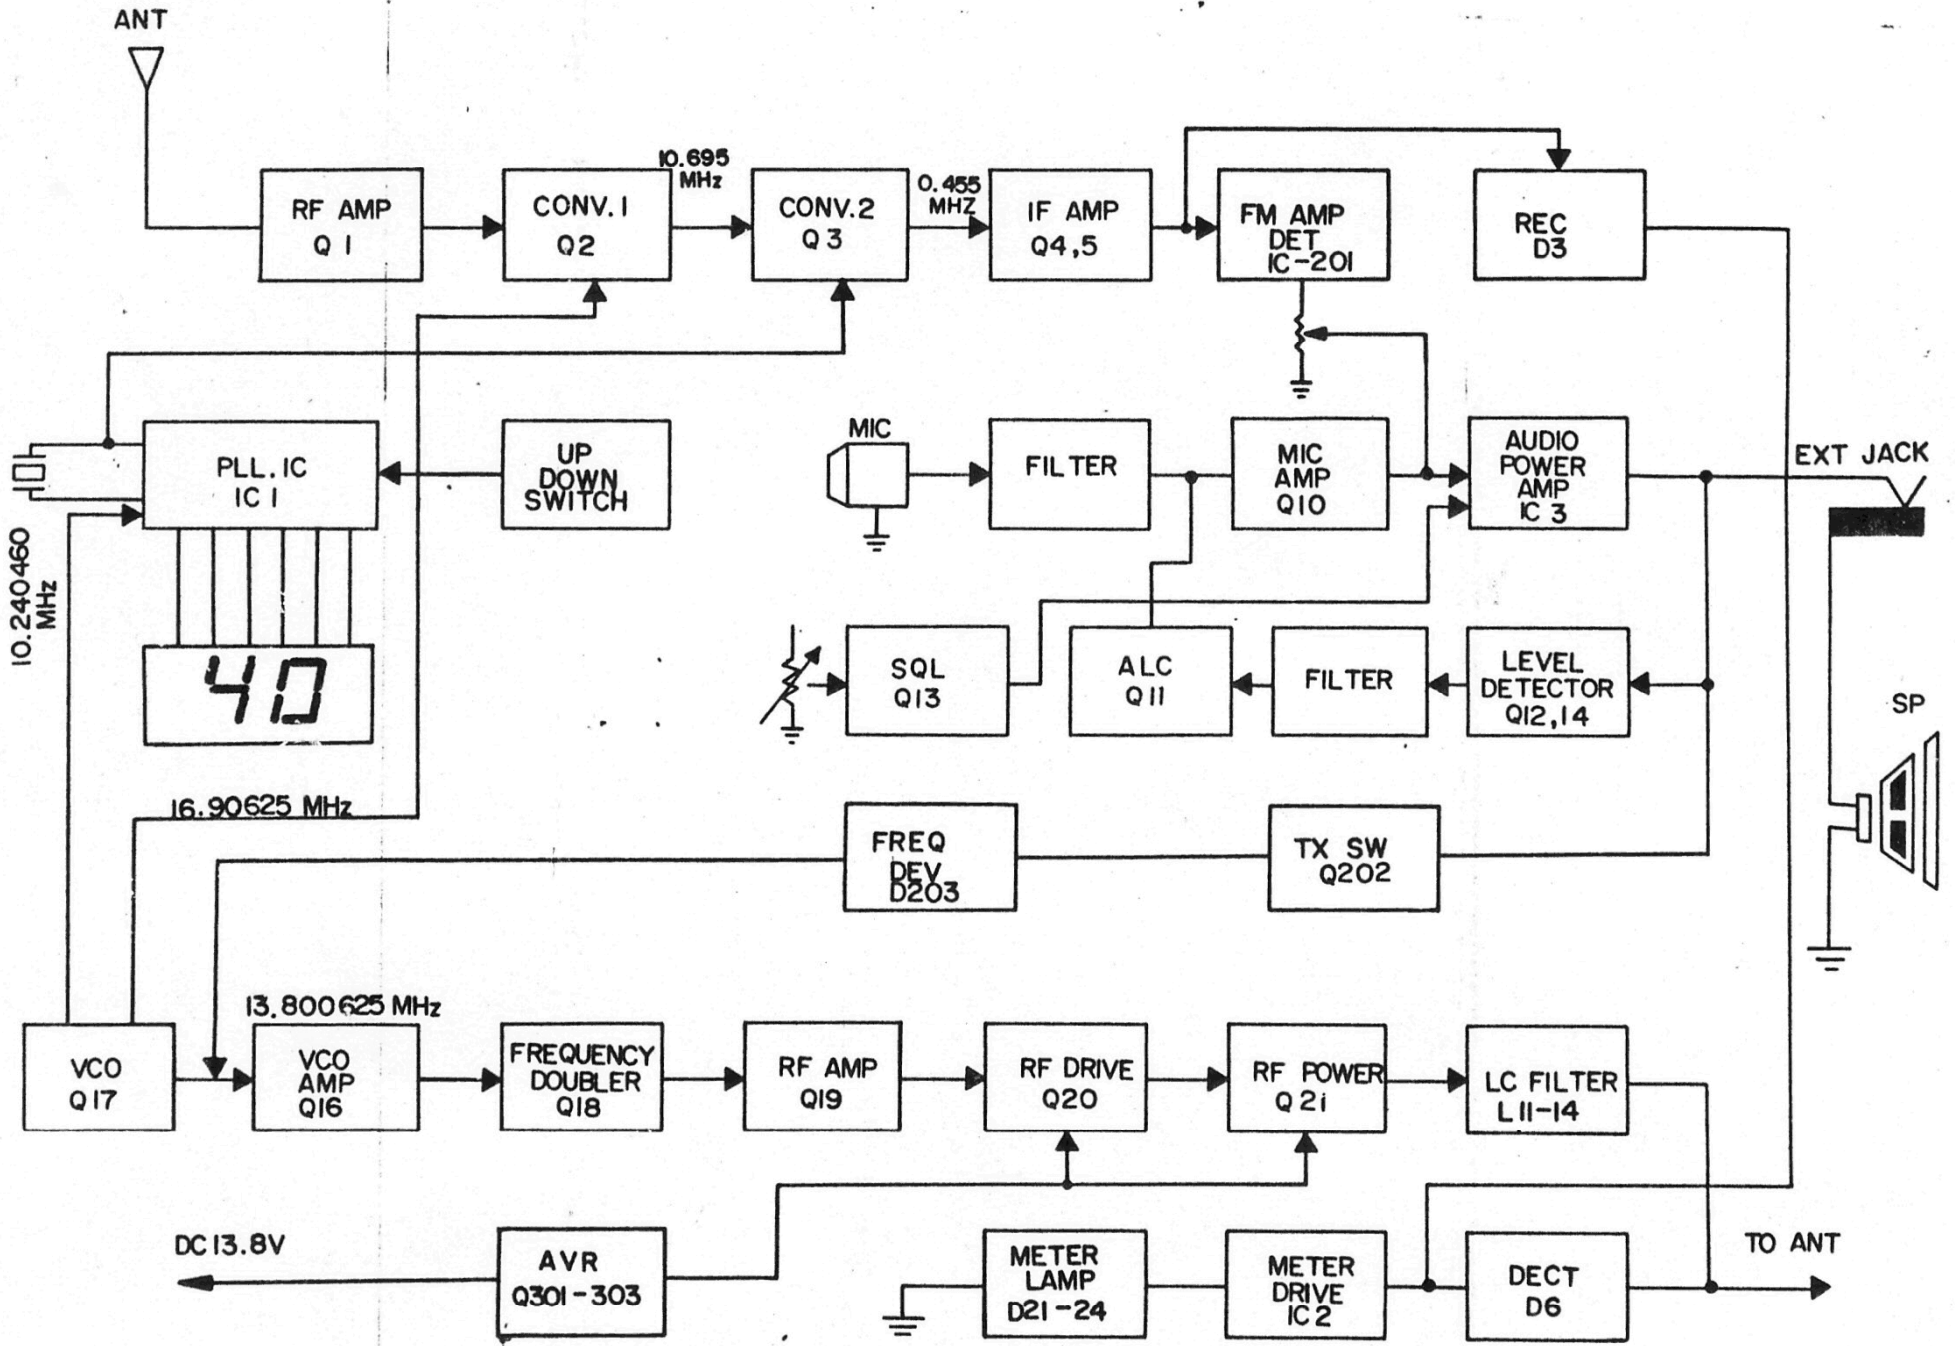 ANT
RF AMP
Q1
CONV.1
Q2
10.695
MHz
CONV.2
Q3
0.455
MHZ
IF AMP
Q4,5
FM AMP
DET
IC-201
REC
D3
PLL.IC
IC1
UP
DOWN
SWITCH
MIC
FILTER
MIC
AMP
Q10
AUDIO
POWER
AMP
IC3
EXT JACK
10.240460
MHz
40
SQL
Q13
ALC
Q11
FILTER
LEVEL
DETECTOR
Q12,14
SP
16.90625 MHz
FREQ
DEV
D203
TX SW
Q202
VCO
Q17
13.800625 MHz
VCO
AMP
Q16
FREQUENCY
DOUBLER
Q18
RF AMP
Q19
RF DRIVE
Q20
RF POWER
Q21
LC FILTER
L11-14
DC13.8V
AVR
Q301-303
METER
LAMP
D21-24
METER
DRIVE
IC2
DECT
D6
TO ANT